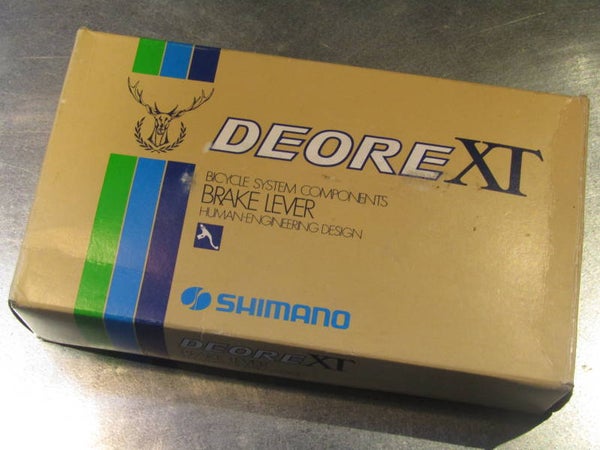 DEORE XT
BICYCLE SYSTEM COMPONENTS
BRAKE LEVER
HUMAN-ENGINEERING DESIGN
SHIMANO
DEORE XT